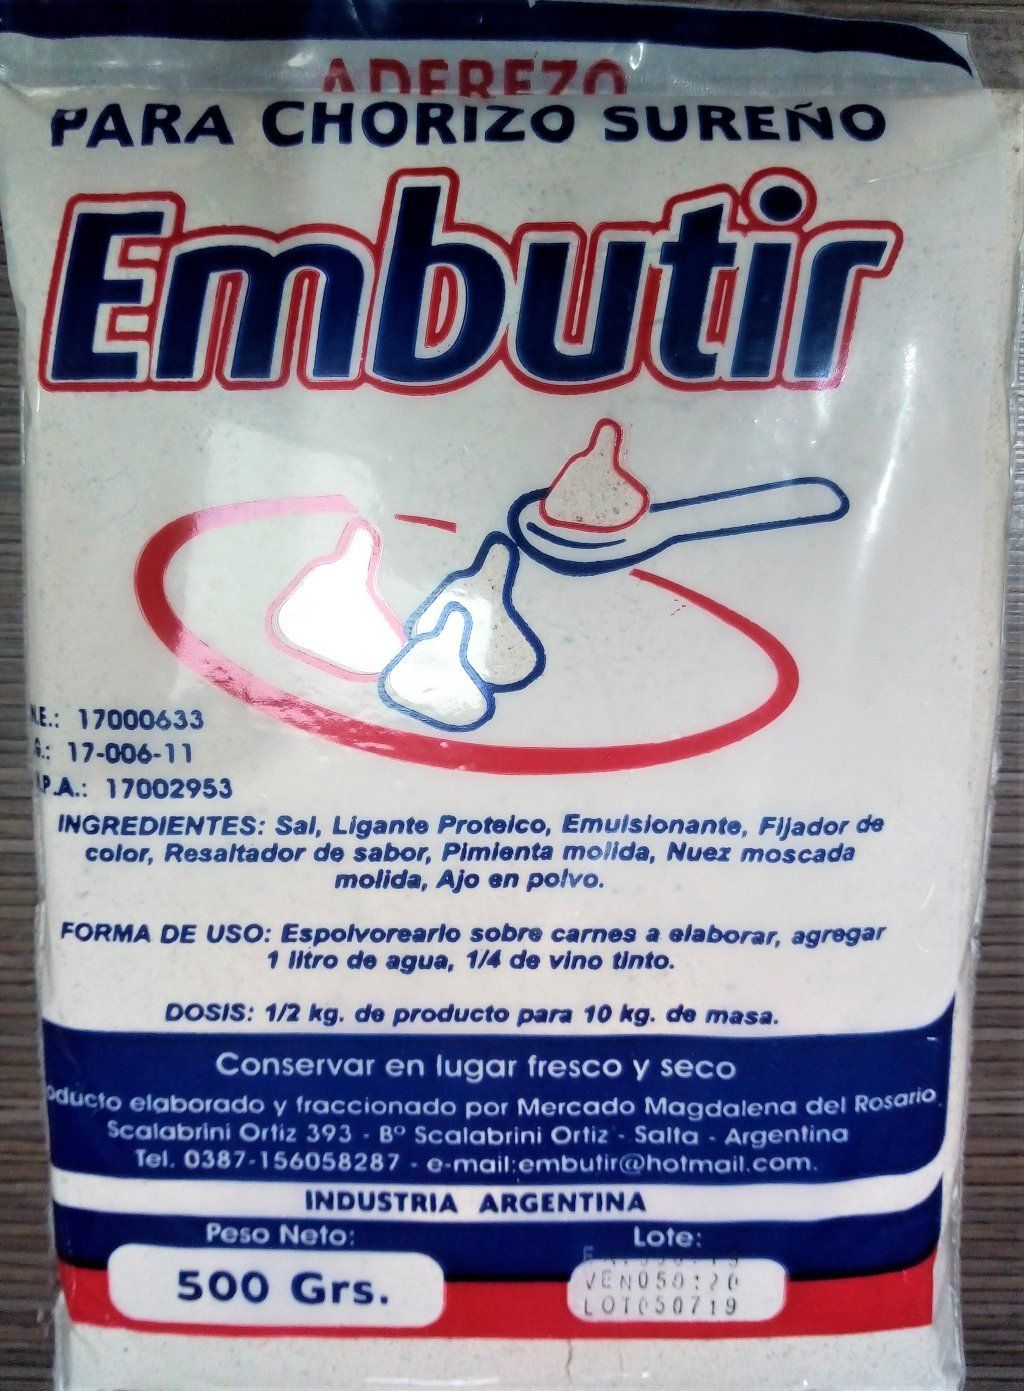 ADEREZO
PARA CHORIZO SUREÑO
Embutir
N.E.: 17000633
G.: 17-006-11
.P.A.: 17002953
INGREDIENTES: Sal, Ligante Proteico, Emulsionante, Fijador de
color, Resaltador de sabor, Pimienta molida, Nuez moscada
molida, Ajo en polvo.
FORMA DE USO: Espolvorearlo sobre carnes a elaborar, agregar
1 litro de agua, 1/4 de vino tinto.
DOSIS: 1/2 kg. de producto para 10 kg. de masa.
Conservar en lugar fresco y seco
oducto elaborado y fraccionado por Mercado Magdalena del Rosario
Scalabrini Ortiz 393 - Bº Scalabrini Ortiz - Salta - Argentina
Tel. 0387-156058287 - e-mail:embutir@hotmail.com.
INDUSTRIA ARGENTINA
Peso Neto: Lote:
500 Grs.
LOT050719